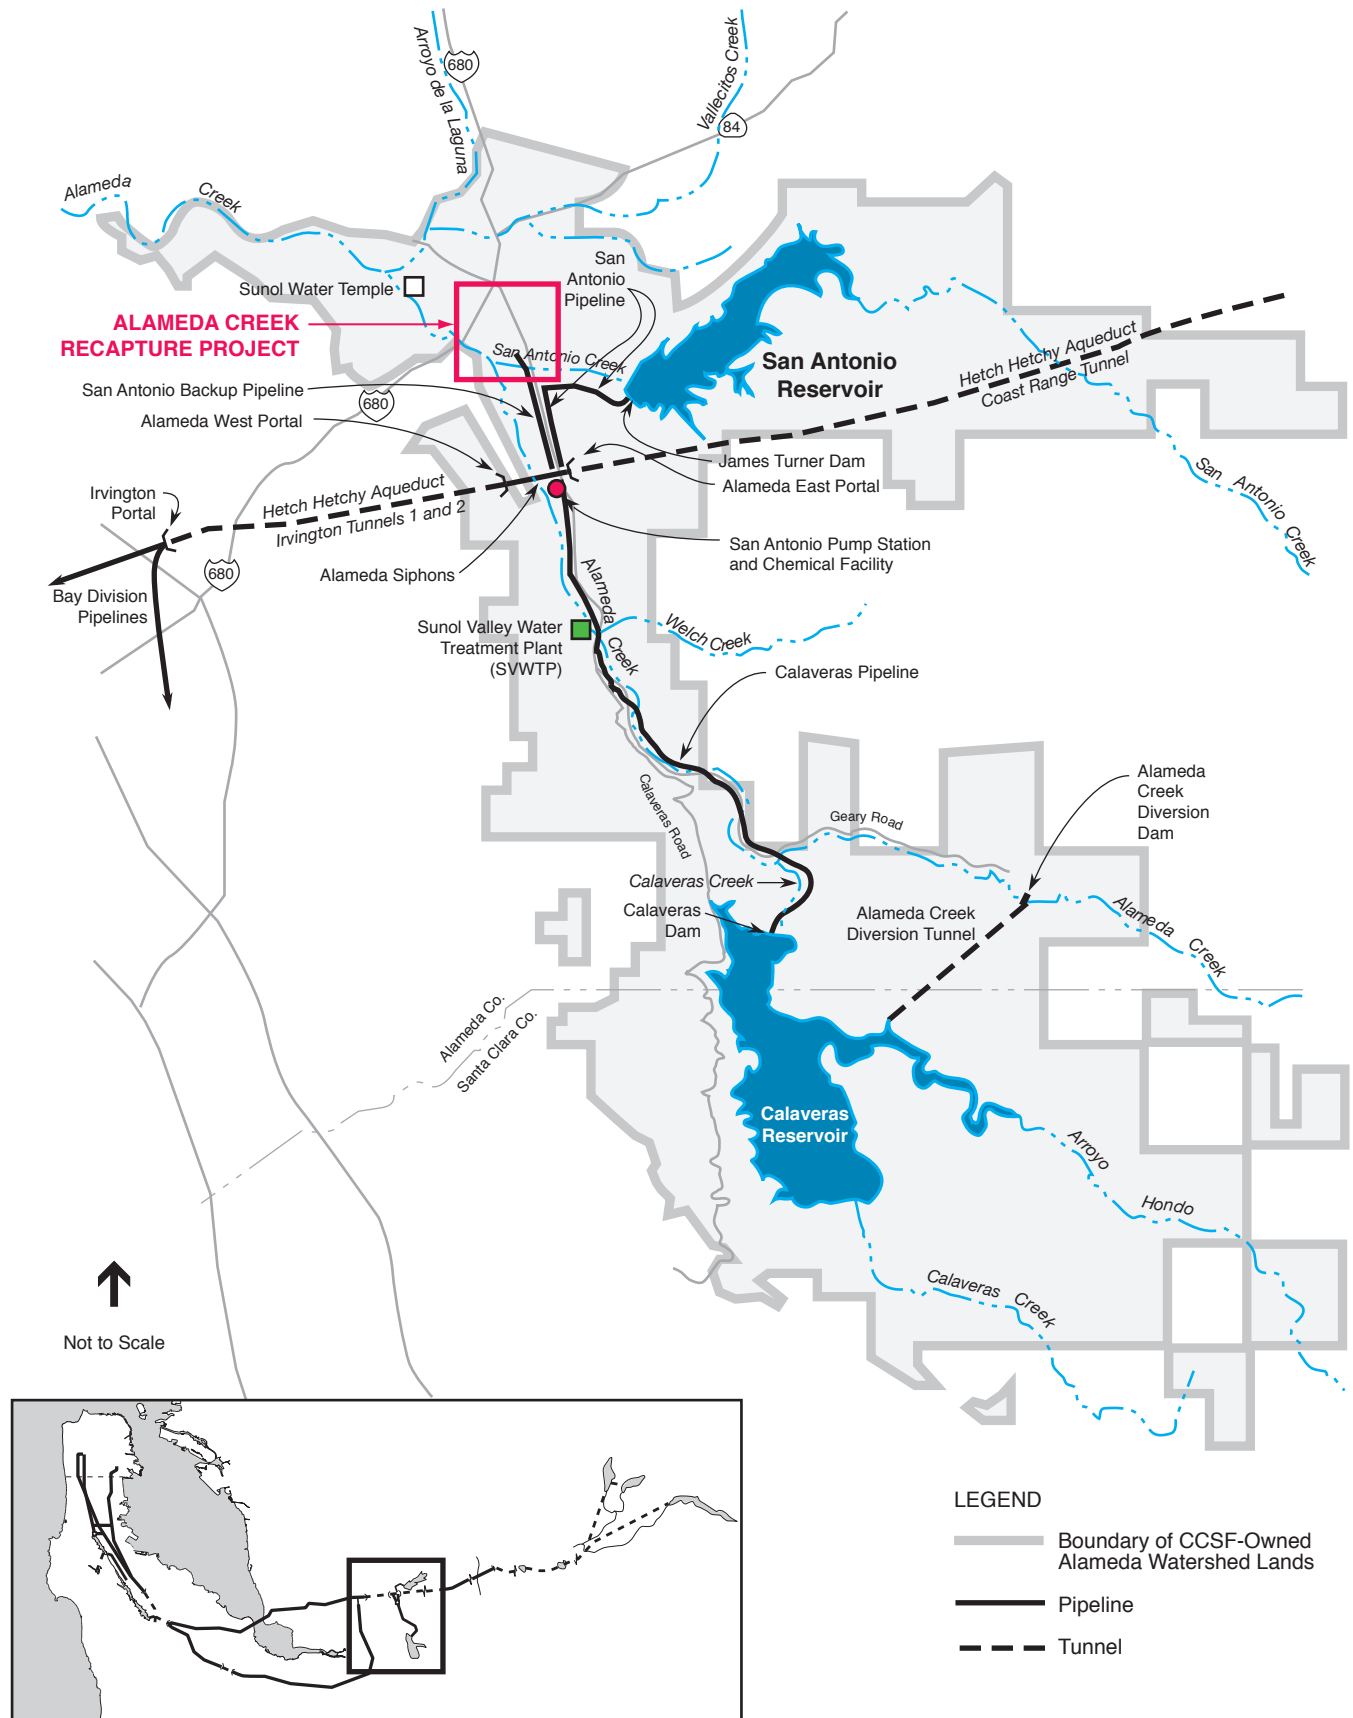 Arroyo de la Laguna
680
Vallecitos Creek
84
Alameda
Creek
Sunol Water Temple
San
Antonio
Pipeline
ALAMEDA CREEK
RECAPTURE PROJECT
San Antonio Creek
San Antonio
Reservoir
Hetch Hetchy Aqueduct
Coast Range Tunnel
San Antonio Backup Pipeline
680
Alameda West Portal
James Turner Dam
Alameda East Portal
San Antonio Creek
Irvington
Portal
Hetch Hetchy Aqueduct
Irvington Tunnels 1 and 2
San Antonio Pump Station
and Chemical Facility
Alameda Siphons
680
Bay Division
Pipelines
Alameda
Creek
Sunol Valley Water
Treatment Plant
(SVWTP)
Welch Creek
Calaveras Pipeline
Alameda
Creek
Diversion
Dam
Calaveras Road
Geary Road
Calaveras Creek
Calaveras
Dam
Alameda Creek
Diversion Tunnel
Alameda
Creek
Alameda Co.
Santa Clara Co.
Calaveras
Reservoir
Arroyo
Hondo
Calaveras Creek
Not to Scale
LEGEND
Boundary of CCSF-Owned
Alameda Watershed Lands
Pipeline
Tunnel